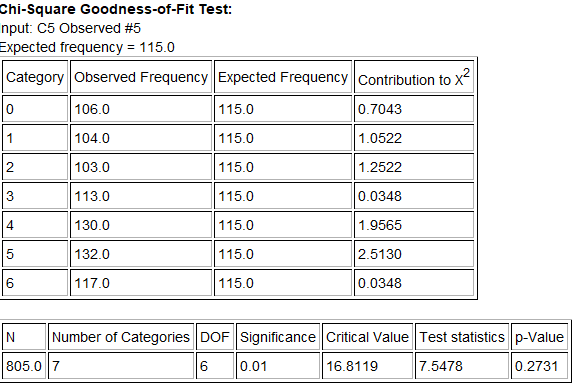 Chi-Square Goodness-of-Fit Test:
nput: C5 Observed #5
Expected frequency = 115.0
Category Observed Frequency Expected Frequency Contribution to X2
0 106.0 115.0 0.7043
1 104.0 115.0 1.0522
2 103.0 115.0 1.2522
3 113.0 115.0 0.0348
4 130.0 115.0 1.9565
5 132.0 115.0 2.5130
6 117.0 115.0 0.0348
N Number of Categories DOF Significance Critical Value Test statistics p-Value
805.0 7 6 0.01 16.8119 7.5478 0.2731